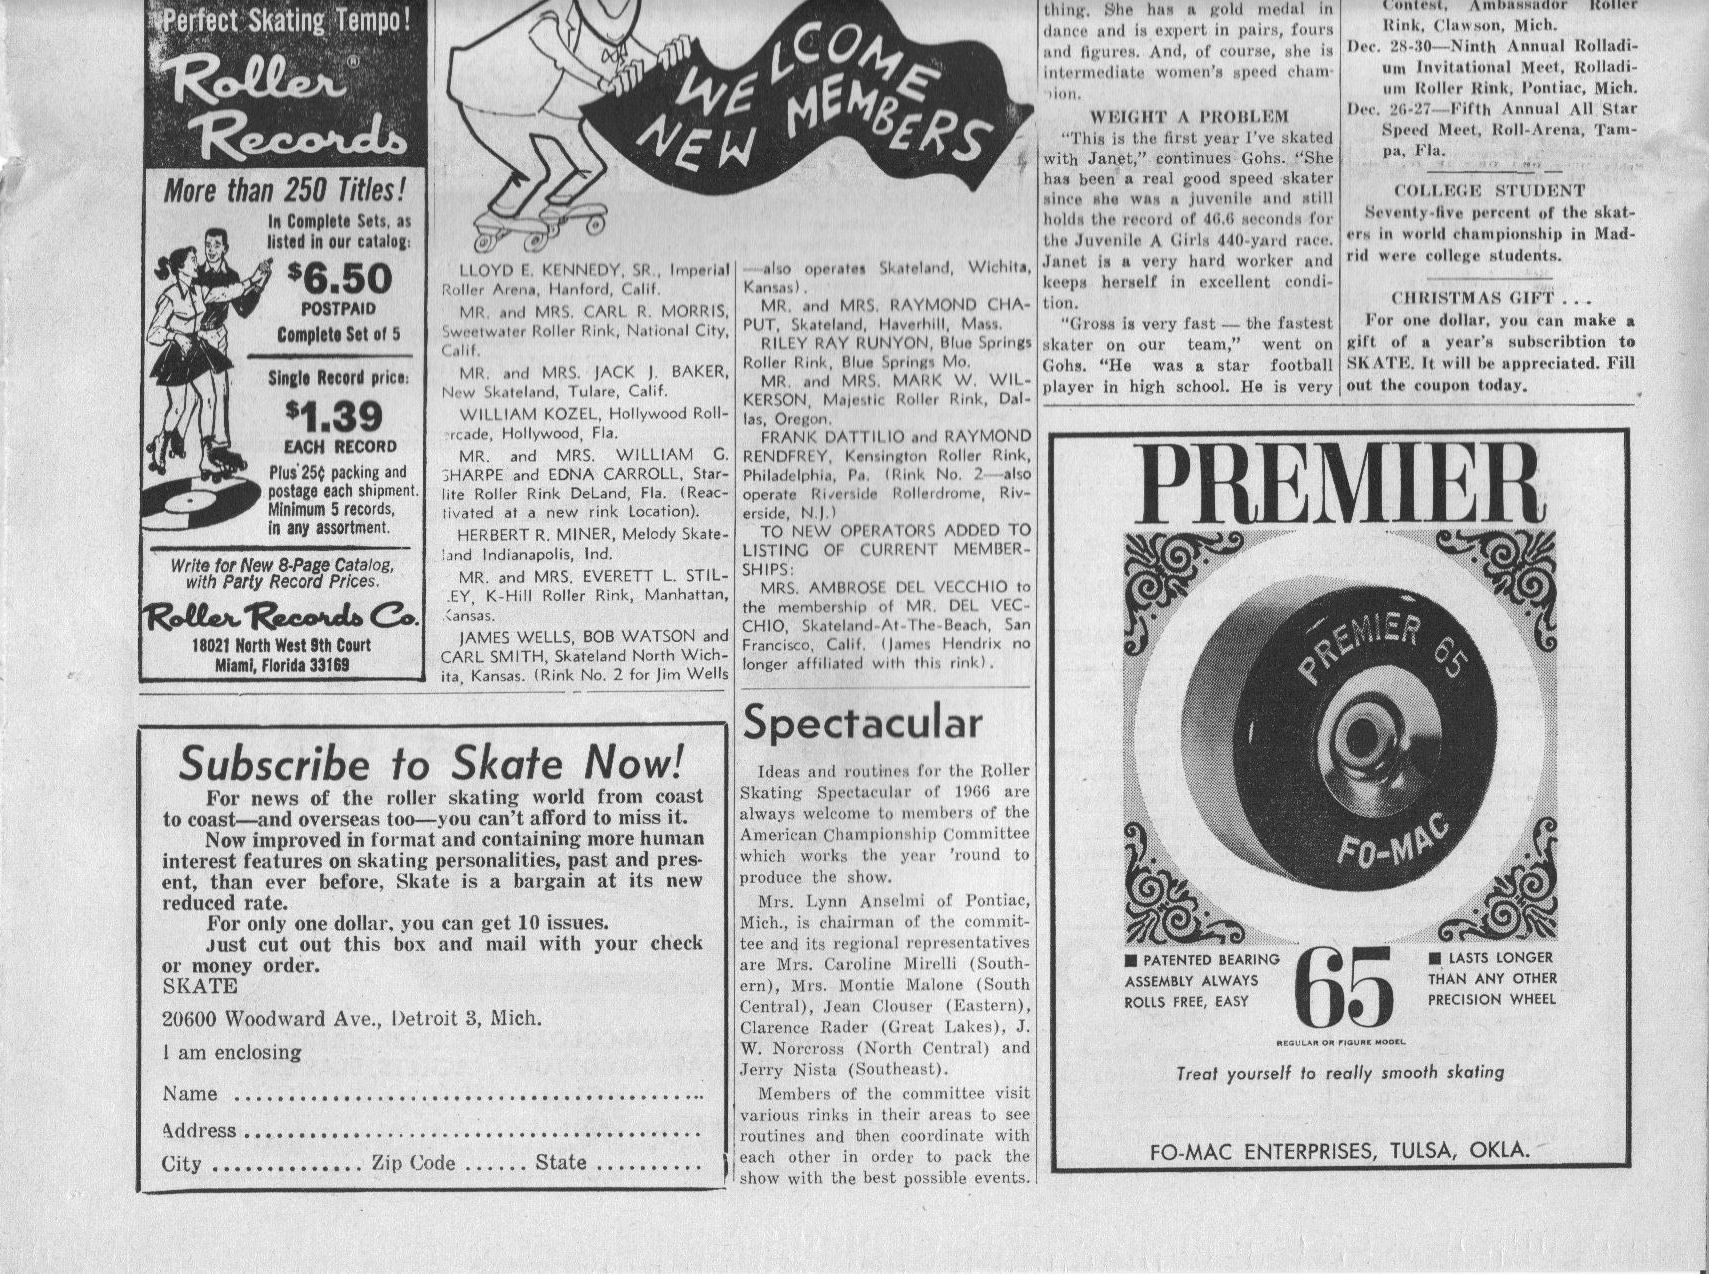 Perfect Skating Tempo!
Roller®
Records
More than 250 Titles!
In Complete Sets, as
listed in our catalog:
$6.50
POSTPAID
Complete Set of 5
Single Record price:
$1.39
EACH RECORD
Plus 25¢ packing and
postage each shipment.
Minimum 5 records,
in any assortment.
Write for New 8-Page Catalog,
with Party Record Prices.
Roller Records Co.
18021 North West 9th Court
Miami, Florida 33169
WELCOME
NEW MEMBERS
LLOYD E. KENNEDY, SR., Imperial
Roller Arena, Hanford, Calif.
MR. and MRS. CARL R. MORRIS,
Sweetwater Roller Rink, National City,
Calif.
MR. and MRS. JACK J. BAKER,
New Skateland, Tulare, Calif.
WILLIAM KOZEL, Hollywood Roll-
ercade, Hollywood, Fla.
MR. and MRS. WILLIAM G.
SHARPE and EDNA CARROLL, Star-
lite Roller Rink DeLand, Fla. (Reac-
tivated at a new rink Location).
HERBERT R. MINER, Melody Skate-
land Indianapolis, Ind.
MR. and MRS. EVERETT L. STIL-
LEY, K-Hill Roller Rink, Manhattan,
Kansas.
JAMES WELLS, BOB WATSON and
CARL SMITH, Skateland North Wich-
ita, Kansas. (Rink No. 2 for Jim Wells
—also operates Skateland, Wichita,
Kansas).
MR. and MRS. RAYMOND CHA-
PUT, Skateland, Haverhill, Mass.
RILEY RAY RUNYON, Blue Springs
Roller Rink, Blue Springs Mo.
MR. and MRS. MARK W. WIL-
KERSON, Majestic Roller Rink, Dal-
las, Oregon.
FRANK DATTILIO and RAYMOND
RENDFREY, Kensington Roller Rink,
Philadelphia, Pa. (Rink No. 2—also
operate Riverside Rollerdrome, Riv-
erside, N.J.)
TO NEW OPERATORS ADDED TO
LISTING OF CURRENT MEMBER-
SHIPS:
MRS. AMBROSE DEL VECCHIO to
the membership of MR. DEL VEC-
CHIO, Skateland-At-The-Beach, San
Francisco, Calif. (James Hendrix no
longer affiliated with this rink).
thing. She has a gold medal in
dance and is expert in pairs, fours
and figures. And, of course, she is
intermediate women's speed cham-
pion.
WEIGHT A PROBLEM
"This is the first year I've skated
with Janet," continues Gohs. "She
has been a real good speed skater
since she was a juvenile and still
holds the record of 46.6 seconds for
the Juvenile A Girls 440-yard race.
Janet is a very hard worker and
keeps herself in excellent condi-
tion.
"Gross is very fast — the fastest
skater on our team," went on
Gohs. "He was a star football
player in high school. He is very
Contest, Ambassador Roller
Rink, Clawson, Mich.
Dec. 28-30—Ninth Annual Rolladi-
um Invitational Meet, Rolladi-
um Roller Rink, Pontiac, Mich.
Dec. 26-27—Fifth Annual All Star
Speed Meet, Roll-Arena, Tam-
pa, Fla.
COLLEGE STUDENT
Seventy-five percent of the skat-
ers in world championship in Mad-
rid were college students.
CHRISTMAS GIFT . . .
For one dollar, you can make a
gift of a year's subscribtion to
SKATE. It will be appreciated. Fill
out the coupon today.
Subscribe to Skate Now!
For news of the roller skating world from coast
to coast—and overseas too—you can't afford to miss it.
Now improved in format and containing more human
interest features on skating personalities, past and pres-
ent, than ever before, Skate is a bargain at its new
reduced rate.
For only one dollar, you can get 10 issues.
Just cut out this box and mail with your check
or money order.
SKATE
20600 Woodward Ave., Detroit 3, Mich.
I am enclosing
Name ................................................
Address ..............................................
City .............. Zip Code ...... State ..........
Spectacular
Ideas and routines for the Roller
Skating Spectacular of 1966 are
always welcome to members of the
American Championship Committee
which works the year 'round to
produce the show.
Mrs. Lynn Anselmi of Pontiac,
Mich., is chairman of the commit-
tee and its regional representatives
are Mrs. Caroline Mirelli (South-
ern), Mrs. Montie Malone (South
Central), Jean Clouser (Eastern),
Clarence Rader (Great Lakes), J.
W. Norcross (North Central) and
Jerry Nista (Southeast).
Members of the committee visit
various rinks in their areas to see
routines and then coordinate with
each other in order to pack the
show with the best possible events.
PREMIER
PREMIER 65
FO-MAC
■ PATENTED BEARING
ASSEMBLY ALWAYS
ROLLS FREE, EASY
65
■ LASTS LONGER
THAN ANY OTHER
PRECISION WHEEL
REGULAR OR FIGURE MODEL
Treat yourself to really smooth skating
FO-MAC ENTERPRISES, TULSA, OKLA.